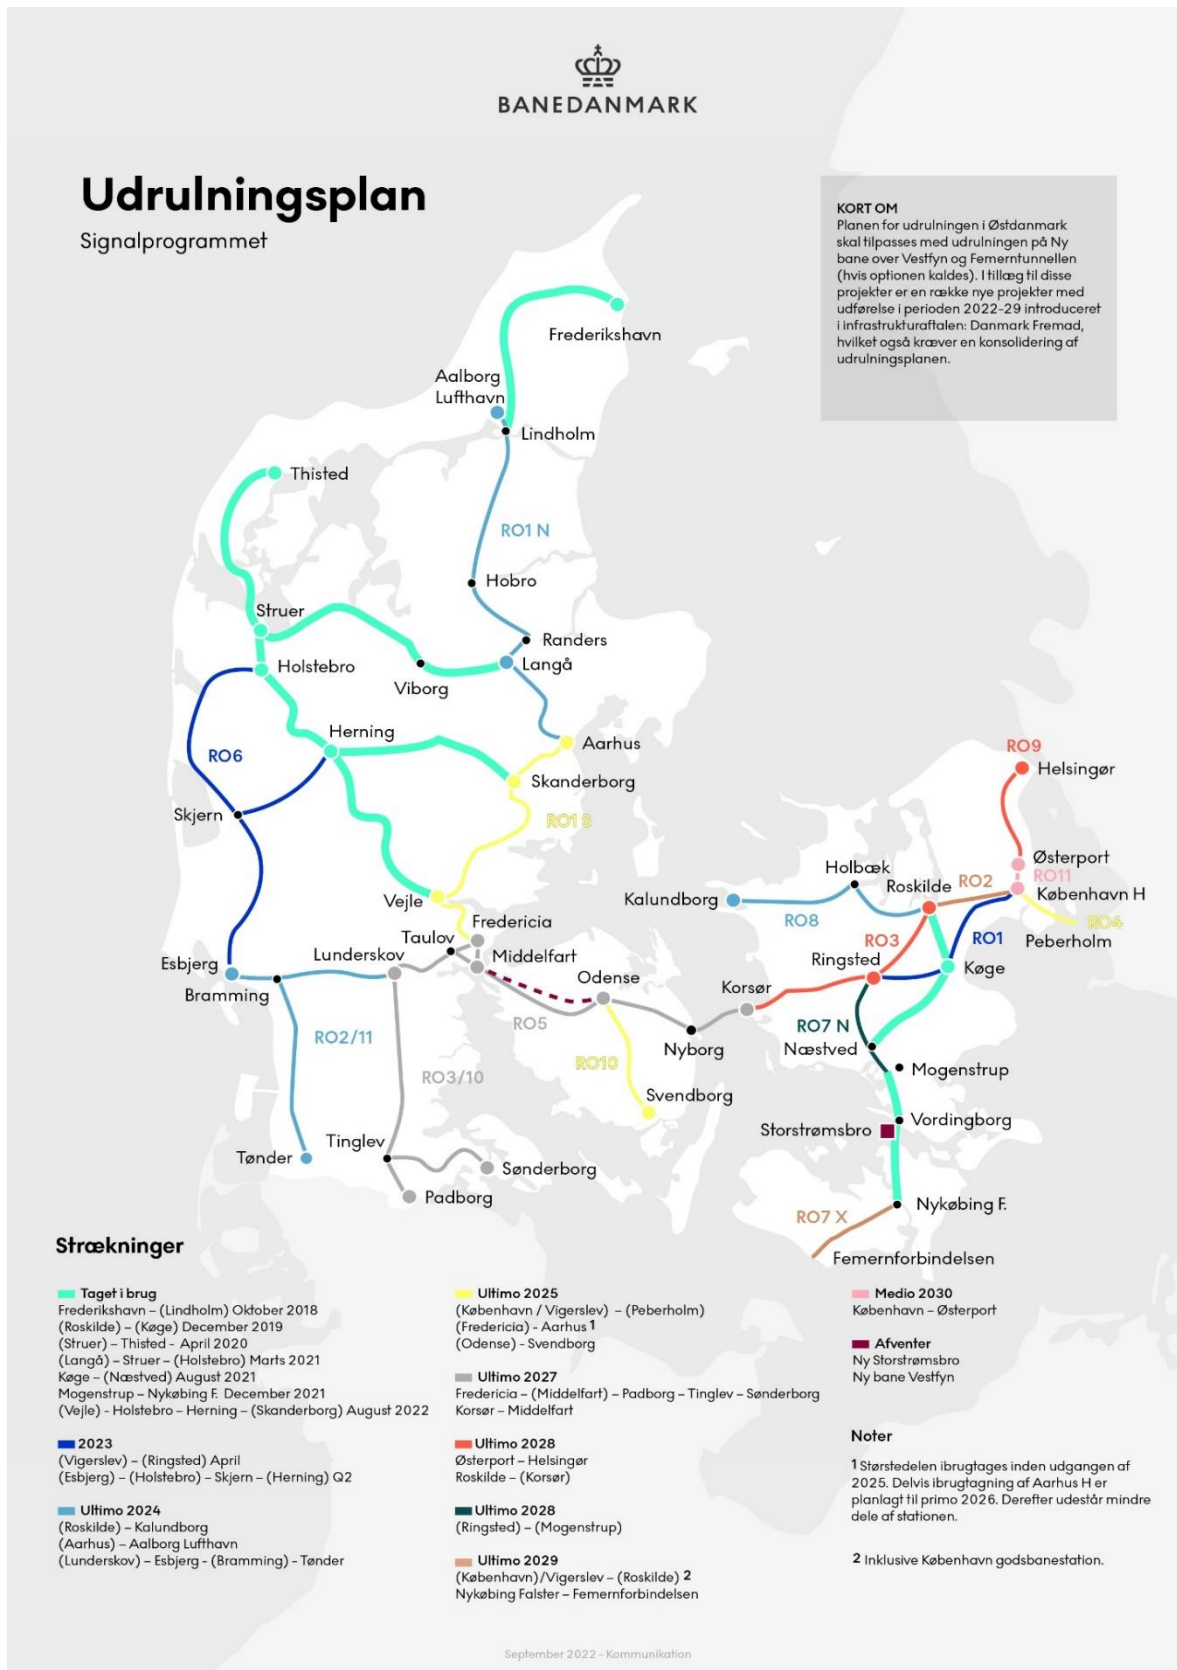 BANEDANMARK
Udrulningsplan
Signalprogrammet
KORT OM
Planen for udrulningen i Østdanmark
skal tilpasses med udrulningen på Ny
bane over Vestfyn og Femerntunnellen
(hvis optionen kaldes). I tillæg til disse
projekter er en række nye projekter med
udførelse i perioden 2022-29 introduceret
i infrastrukturaftalen: Danmark Fremad,
hvilket også kræver en konsolidering af
udrulningsplanen.
Frederikshavn
Aalborg
Lufthavn
Lindholm
Thisted
RO1 N
Hobro
Struer
Randers
Holstebro
Langå
Viborg
Herning
Aarhus
RO6
Skanderborg
RO9
Helsingør
Skjern
RO1 S
Østerport
Holbæk
RO11
Roskilde
RO2
København H
Vejle
Kalundborg
RO8
Fredericia
RO4
Taulov
RO3
RO1
Peberholm
Lunderskov
Middelfart
Ringsted
Esbjerg
Odense
Køge
Bramming
Korsør
RO5
RO7 N
RO2/11
Nyborg
Næstved
RO10
Mogenstrup
RO3/10
Svendborg
Vordingborg
Storstrømsbro
Tinglev
Tønder
Sønderborg
Padborg
Nykøbing F.
RO7 X
Femernforbindelsen
Strækninger
Taget i brug
Frederikshavn – (Lindholm) Oktober 2018
(Roskilde) – (Køge) December 2019
(Struer) – Thisted - April 2020
(Langå) – Struer – (Holstebro) Marts 2021
Køge – (Næstved) August 2021
Mogenstrup – Nykøbing F. December 2021
(Vejle) - Holstebro – Herning – (Skanderborg) August 2022
2023
(Vigerslev) – (Ringsted) April
(Esbjerg) – (Holstebro) – Skjern – (Herning) Q2
Ultimo 2024
(Roskilde) – Kalundborg
(Aarhus) – Aalborg Lufthavn
(Lunderskov) – Esbjerg - (Bramming) - Tønder
Ultimo 2025
(København / Vigerslev) – (Peberholm)
(Fredericia) - Aarhus 1
(Odense) - Svendborg
Ultimo 2027
Fredericia – (Middelfart) – Padborg – Tinglev – Sønderborg
Korsør – Middelfart
Ultimo 2028
Østerport – Helsingør
Roskilde – (Korsør)
Ultimo 2028
(Ringsted) – (Mogenstrup)
Ultimo 2029
(København)/Vigerslev – (Roskilde) 2
Nykøbing Falster – Femernforbindelsen
Medio 2030
København – Østerport
Afventer
Ny Storstrømsbro
Ny bane Vestfyn
Noter
1 Størstedelen ibrugtages inden udgangen af
2025. Delvis ibrugtagning af Aarhus H er
planlagt til primo 2026. Derefter udestår mindre
dele af stationen.
2 Inklusive København godsbanestation.
September 2022 - Kommunikation